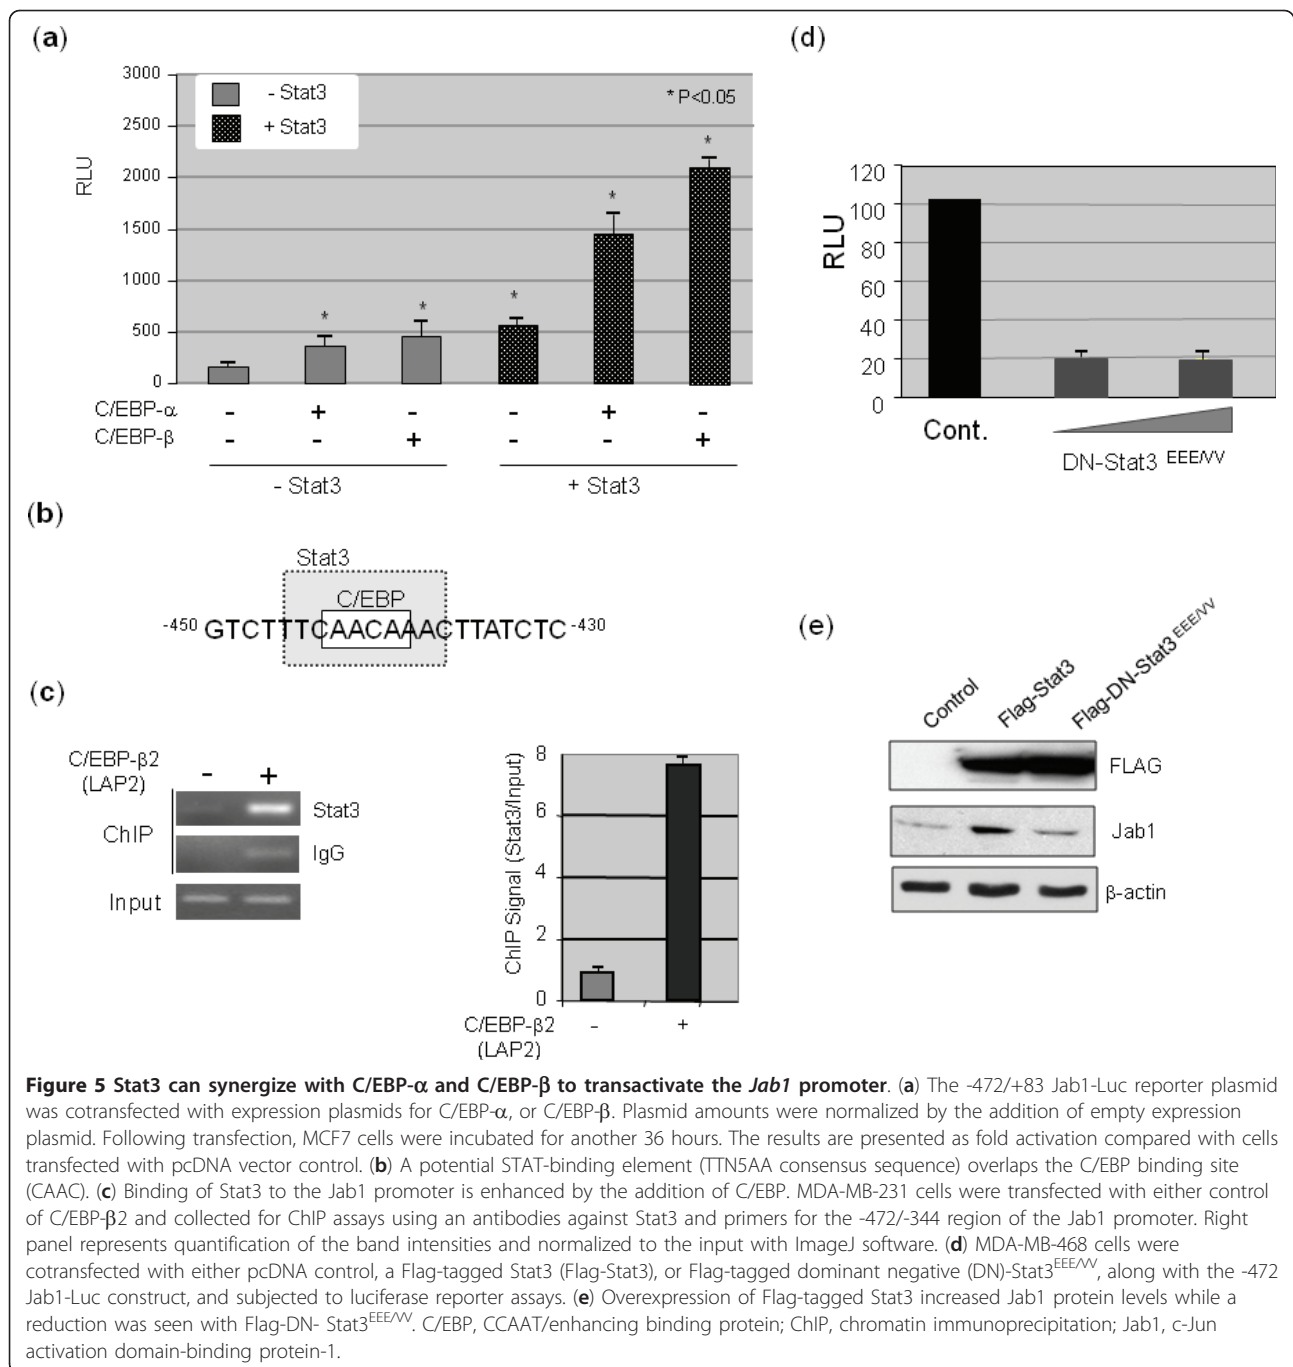 (a)
3000
2500
2000
1500
1000
500
0
RLU
- Stat3
+ Stat3
* P<0.05
* * * * *
C/EBP-α - + - - + -
C/EBP-β - - + - - +
- Stat3
+ Stat3
(b)
Stat3
C/EBP
-450 GTCTTTCAACAAACTTATCTC -430
(c)
C/EBP-β2
(LAP2)
- +
ChIP
Stat3
IgG
Input
ChIP Signal (Stat3/Input)
8
6
4
2
0
C/EBP-β2
(LAP2)
- +
(d)
RLU
120
100
80
60
40
20
0
Cont.
DN-Stat3 EEE/VV
(e)
Control
Flag-Stat3
Flag-DN-Stat3 EEE/VV
FLAG
Jab1
β-actin
Figure 5 Stat3 can synergize with C/EBP-α and C/EBP-β to transactivate the Jab1 promoter. (a) The -472/+83 Jab1-Luc reporter plasmid
was cotransfected with expression plasmids for C/EBP-α, or C/EBP-β. Plasmid amounts were normalized by the addition of empty expression
plasmid. Following transfection, MCF7 cells were incubated for another 36 hours. The results are presented as fold activation compared with cells
transfected with pcDNA vector control. (b) A potential STAT-binding element (TTN5AA consensus sequence) overlaps the C/EBP binding site
(CAAC). (c) Binding of Stat3 to the Jab1 promoter is enhanced by the addition of C/EBP. MDA-MB-231 cells were transfected with either control
of C/EBP-β2 and collected for ChIP assays using an antibodies against Stat3 and primers for the -472/-344 region of the Jab1 promoter. Right
panel represents quantification of the band intensities and normalized to the input with ImageJ software. (d) MDA-MB-468 cells were
cotransfected with either pcDNA control, a Flag-tagged Stat3 (Flag-Stat3), or Flag-tagged dominant negative (DN)-Stat3EEE/VV, along with the -472
Jab1-Luc construct, and subjected to luciferase reporter assays. (e) Overexpression of Flag-tagged Stat3 increased Jab1 protein levels while a
reduction was seen with Flag-DN- Stat3EEE/VV. C/EBP, CCAAT/enhancing binding protein; ChIP, chromatin immunoprecipitation; Jab1, c-Jun
activation domain-binding protein-1.